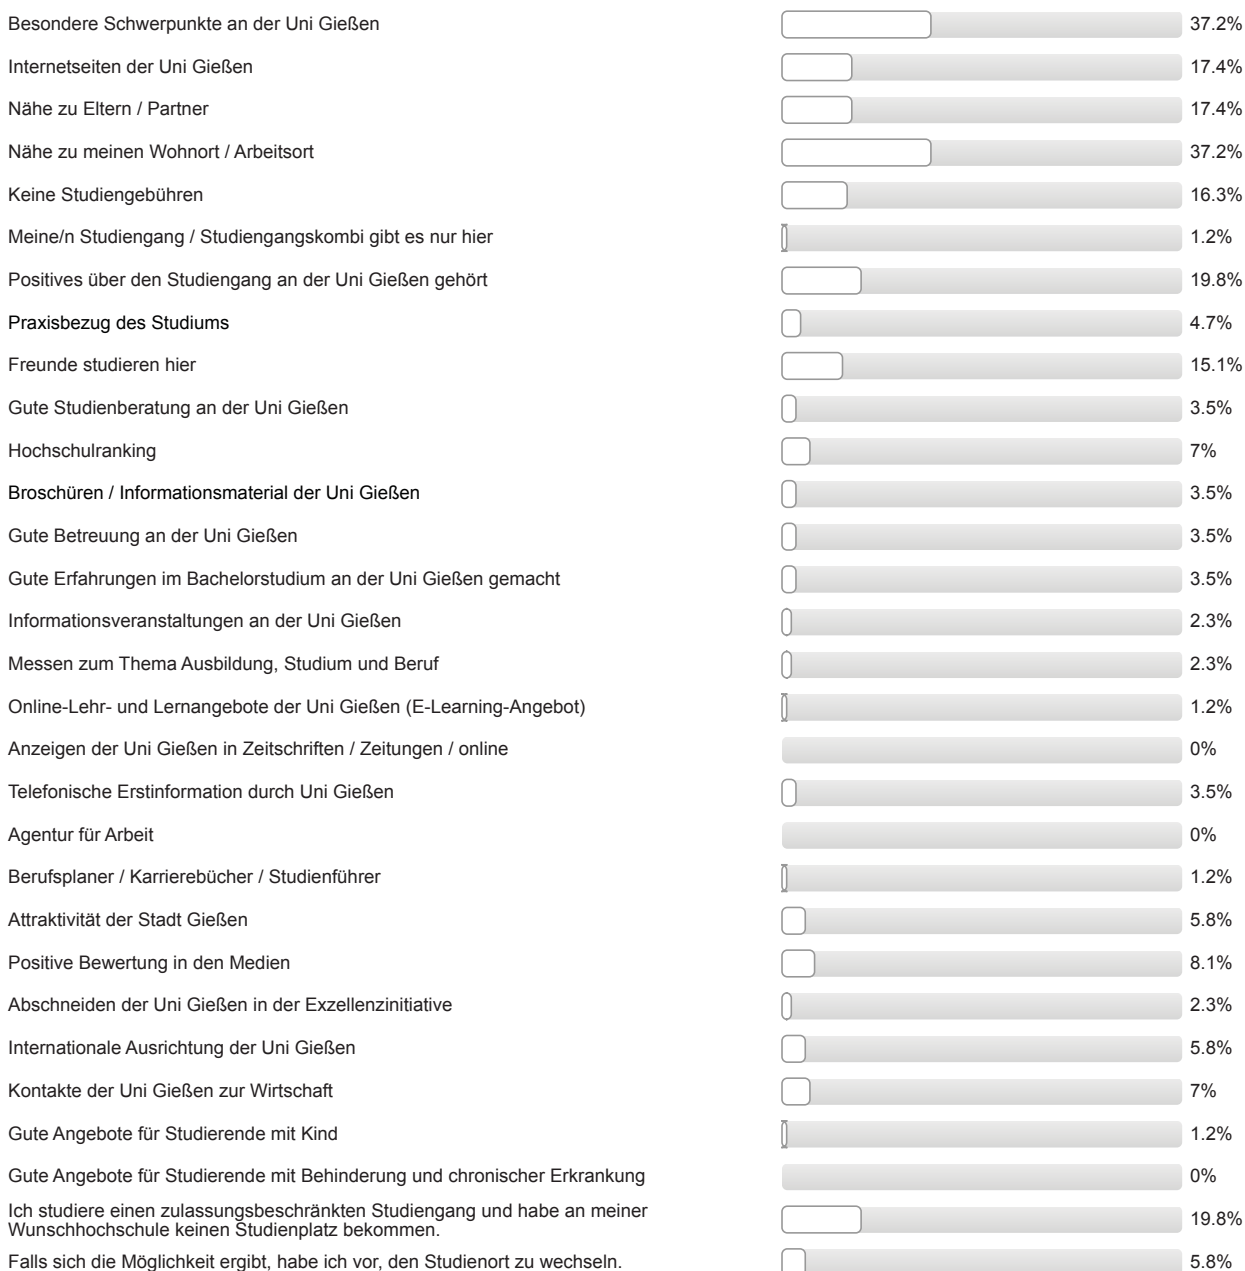 Besondere Schwerpunkte an der Uni Gießen 37.2%
Internetseiten der Uni Gießen 17.4%
Nähe zu Eltern / Partner 17.4%
Nähe zu meinen Wohnort / Arbeitsort 37.2%
Keine Studiengebühren 16.3%
Meine/n Studiengang / Studiengangskombi gibt es nur hier 1.2%
Positives über den Studiengang an der Uni Gießen gehört 19.8%
Praxisbezug des Studiums 4.7%
Freunde studieren hier 15.1%
Gute Studienberatung an der Uni Gießen 3.5%
Hochschulranking 7%
Broschüren / Informationsmaterial der Uni Gießen 3.5%
Gute Betreuung an der Uni Gießen 3.5%
Gute Erfahrungen im Bachelorstudium an der Uni Gießen gemacht 3.5%
Informationsveranstaltungen an der Uni Gießen 2.3%
Messen zum Thema Ausbildung, Studium und Beruf 2.3%
Online-Lehr- und Lernangebote der Uni Gießen (E-Learning-Angebot) 1.2%
Anzeigen der Uni Gießen in Zeitschriften / Zeitungen / online 0%
Telefonische Erstinformation durch Uni Gießen 3.5%
Agentur für Arbeit 0%
Berufsplaner / Karrierebücher / Studienführer 1.2%
Attraktivität der Stadt Gießen 5.8%
Positive Bewertung in den Medien 8.1%
Abschneiden der Uni Gießen in der Exzellenzinitiative 2.3%
Internationale Ausrichtung der Uni Gießen 5.8%
Kontakte der Uni Gießen zur Wirtschaft 7%
Gute Angebote für Studierende mit Kind 1.2%
Gute Angebote für Studierende mit Behinderung und chronischer Erkrankung 0%
Ich studiere einen zulassungsbeschränkten Studiengang und habe an meiner
Wunschhochschule keinen Studienplatz bekommen. 19.8%
Falls sich die Möglichkeit ergibt, habe ich vor, den Studienort zu wechseln. 5.8%